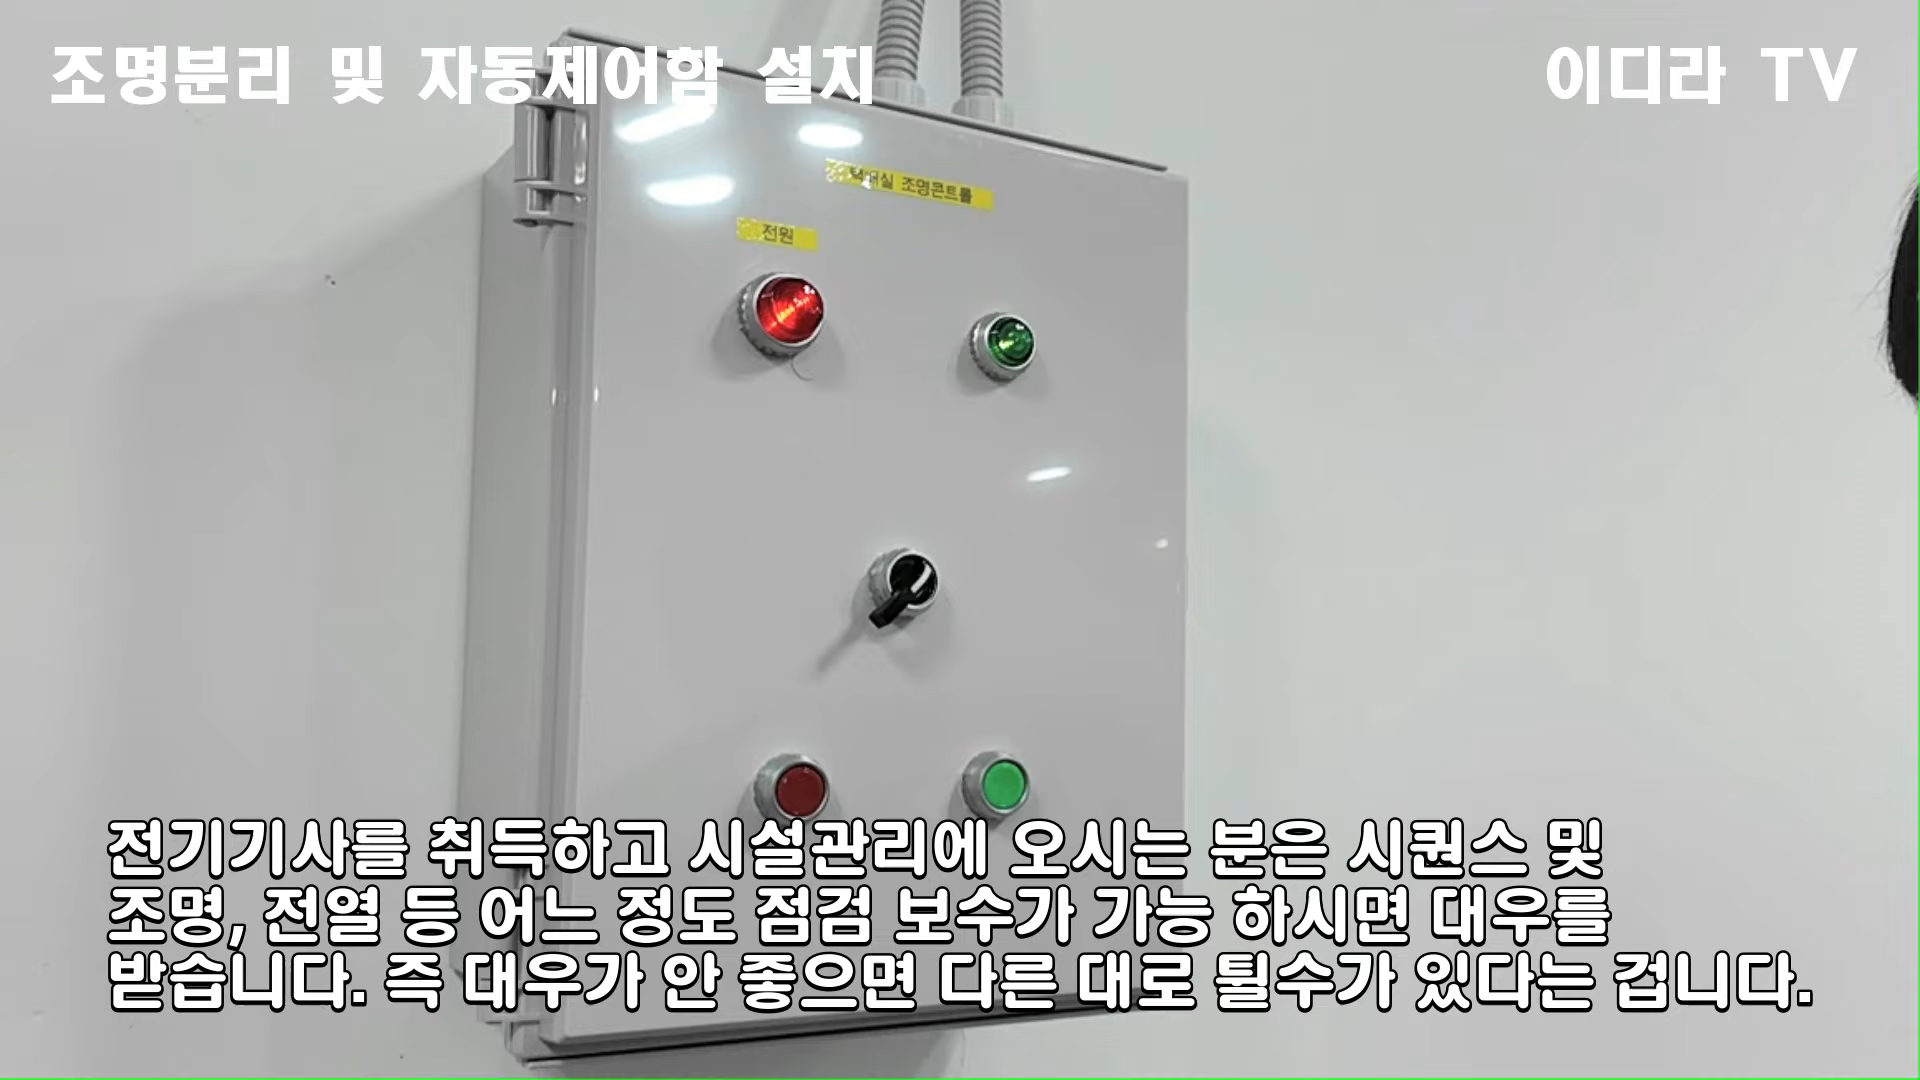 조명분리 및 자동제어함 설치
이디라 TV
택배실 조명콘트롤
전원
전기기사를 취득하고 시설관리에 오시는 분은 시퀀스 및
조명, 전열 등 어느 정도 점검 보수가 가능 하시면 대우를
받습니다. 즉 대우가 안 좋으면 다른 대로 튈수가 있다는 겁니다.